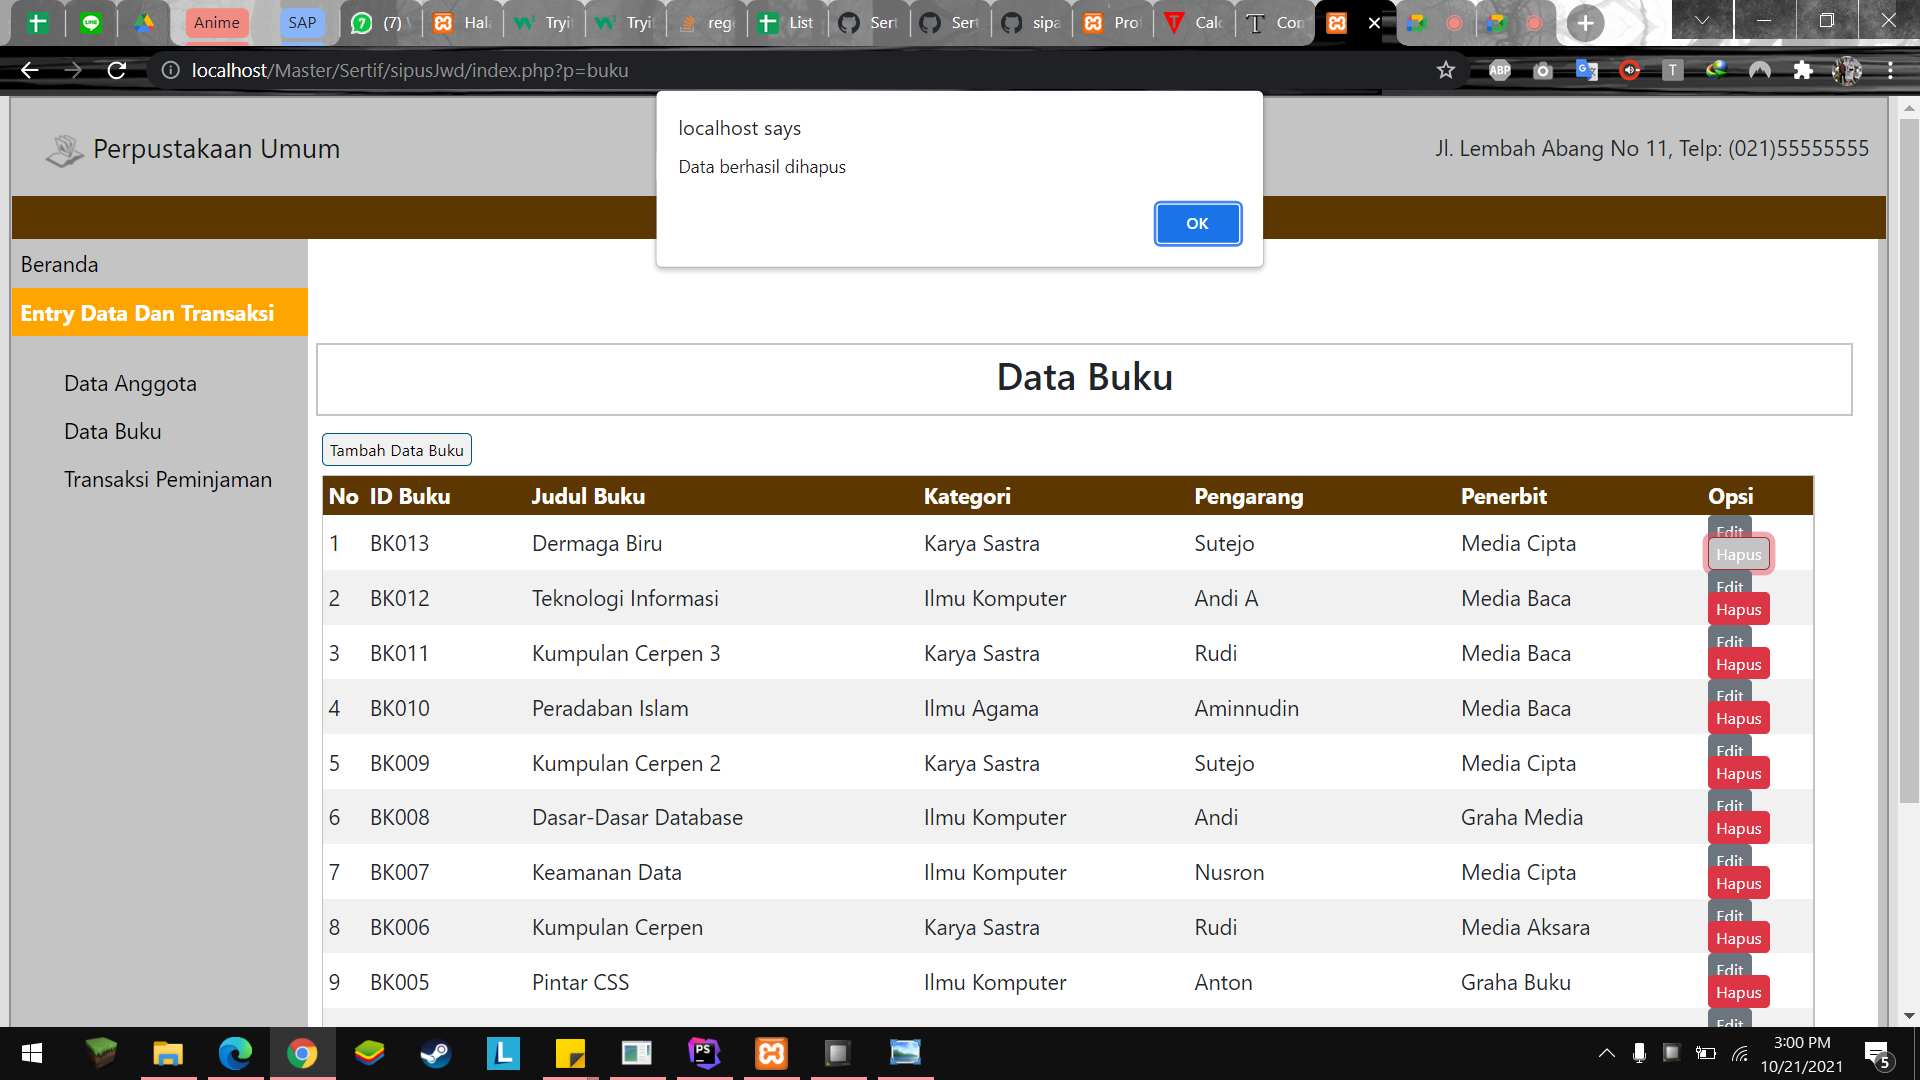 Anime
SAP
(7)
Hal
Tryi
Tryi
reg
List
Sert
Ser
sipa
Pro
Calc
Con
localhost/Master/Sertif/sipusJwd/index.php?p=buku
ABP
T
localhost says
Data berhasil dihapus
OK
Perpustakaan Umum
Jl. Lembah Abang No 11, Telp: (021)55555555
Beranda
Entry Data Dan Transaksi
Data Anggota
Data Buku
Transaksi Peminjaman
Data Buku
Tambah Data Buku
No ID Buku Judul Buku Kategori Pengarang Penerbit Opsi
1 BK013 Dermaga Biru Karya Sastra Sutejo Media Cipta Edit Hapus
2 BK012 Teknologi Informasi Ilmu Komputer Andi A Media Baca Edit Hapus
3 BK011 Kumpulan Cerpen 3 Karya Sastra Rudi Media Baca Edit Hapus
4 BK010 Peradaban Islam Ilmu Agama Aminnudin Media Baca Edit Hapus
5 BK009 Kumpulan Cerpen 2 Karya Sastra Sutejo Media Cipta Edit Hapus
6 BK008 Dasar-Dasar Database Ilmu Komputer Andi Graha Media Edit Hapus
7 BK007 Keamanan Data Ilmu Komputer Nusron Media Cipta Edit Hapus
8 BK006 Kumpulan Cerpen Karya Sastra Rudi Media Aksara Edit Hapus
9 BK005 Pintar CSS Ilmu Komputer Anton Graha Buku Edit Hapus
Edit
3:00 PM
10/21/2021
5